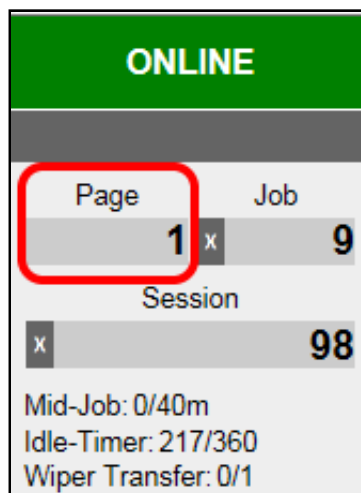 ONLINE
Page Job
1 x 9
Session
x 98
Mid-Job: 0/40m
Idle-Timer: 217/360
Wiper Transfer: 0/1